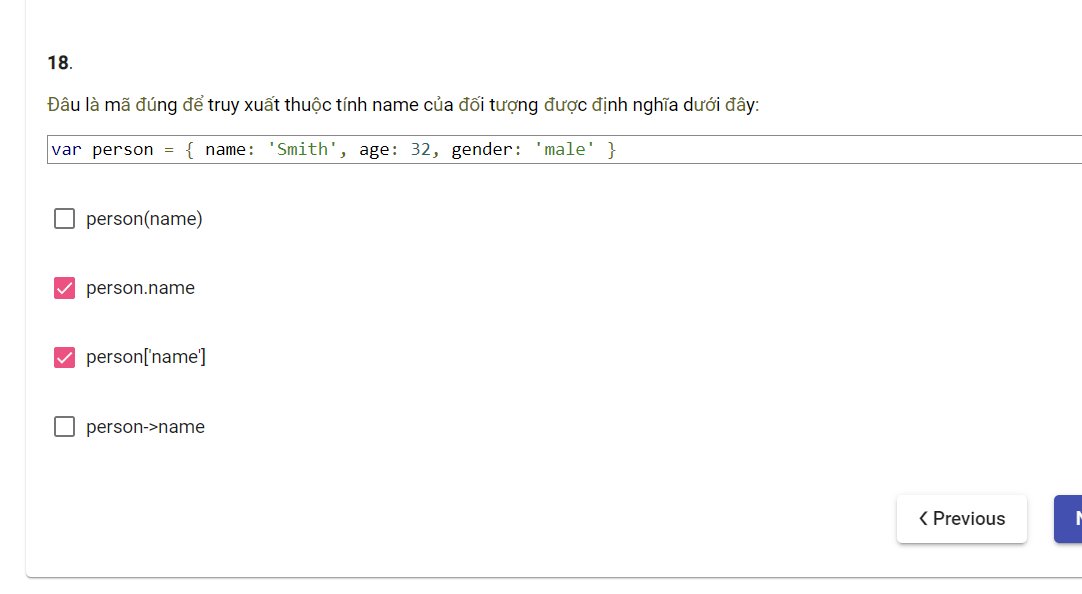 18.
Đâu là mã đúng để truy xuất thuộc tính name của đối tượng được định nghĩa dưới đây:
var person = { name: 'Smith', age: 32, gender: 'male' }
person(name)
person.name
person['name']
person->name
Previous
N